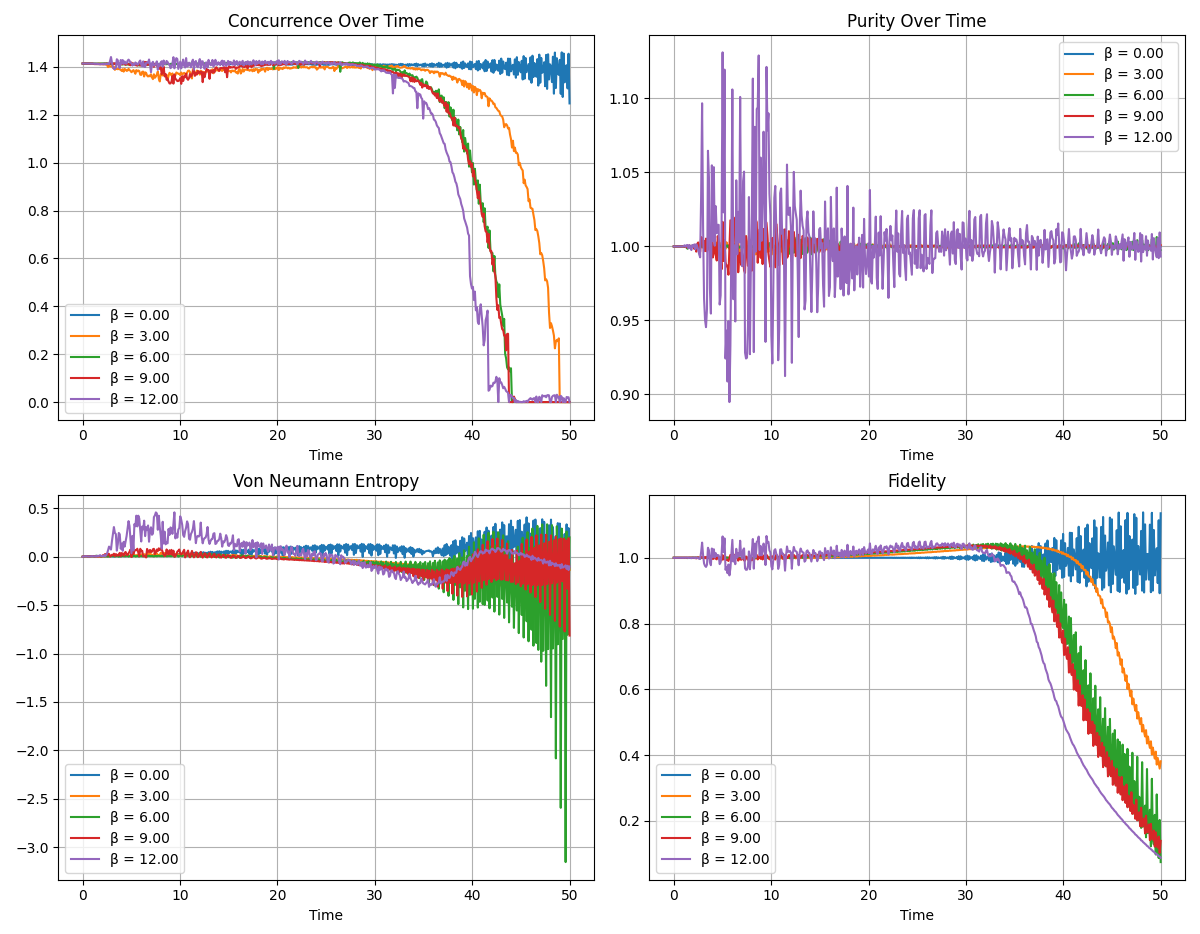 Concurrence Over Time
1.4
1.2
1.0
0.8
0.6
0.4
0.2
0.0
β = 0.00
β = 3.00
β = 6.00
β = 9.00
β = 12.00
0 10 20 30 40 50
Time
Purity Over Time
1.10
1.05
1.00
0.95
0.90
β = 0.00
β = 3.00
β = 6.00
β = 9.00
β = 12.00
0 10 20 30 40 50
Time
Von Neumann Entropy
0.5
0.0
−0.5
−1.0
−1.5
−2.0
−2.5
−3.0
β = 0.00
β = 3.00
β = 6.00
β = 9.00
β = 12.00
0 10 20 30 40 50
Time
Fidelity
1.0
0.8
0.6
0.4
0.2
β = 0.00
β = 3.00
β = 6.00
β = 9.00
β = 12.00
0 10 20 30 40 50
Time